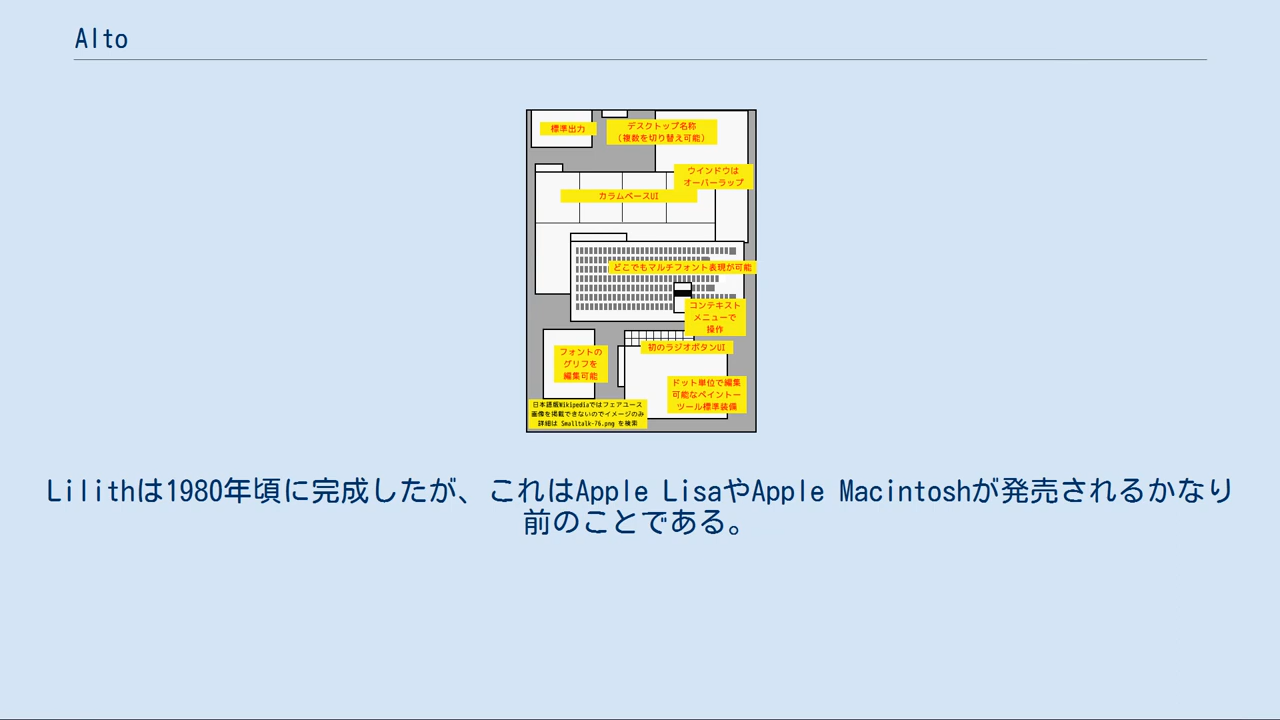 Alto
標準出力
デスクトップ名称
（複数を切り替え可能）
ウインドウは
オーバーラップ
カラムベースUI
どこでもマルチフォント表現が可能
コンテキスト
メニューで
操作
初のラジオボタンUI
フォントの
グリフを
編集可能
ドット単位で編集
可能なペイントー
ツール標準装備
日本語版Wikipediaではフェアユース
画像を掲載できないのでイメージのみ
詳細は Smalltalk-76.png を検索
Lilithは1980年頃に完成したが、これはApple LisaやApple Macintoshが発売されるかなり
前のことである。